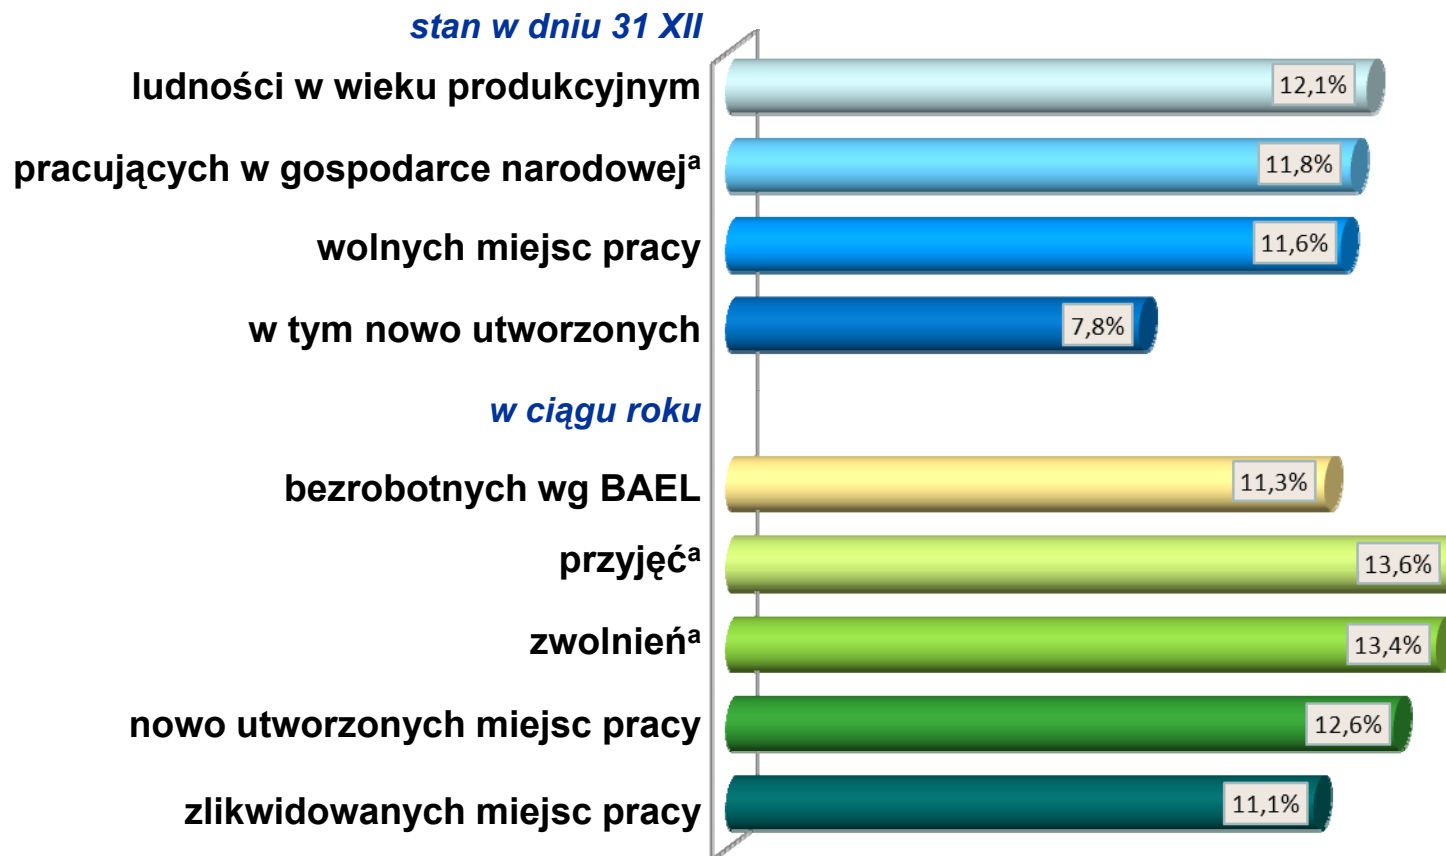 stan w dniu 31 XII
ludności w wieku produkcyjnym 12,1%
pracujących w gospodarce narodowejᵃ 11,8%
wolnych miejsc pracy 11,6%
w tym nowo utworzonych 7,8%
w ciągu roku
bezrobotnych wg BAEL 11,3%
przyjęćᵃ 13,6%
zwolnieńᵃ 13,4%
nowo utworzonych miejsc pracy 12,6%
zlikwidowanych miejsc pracy 11,1%